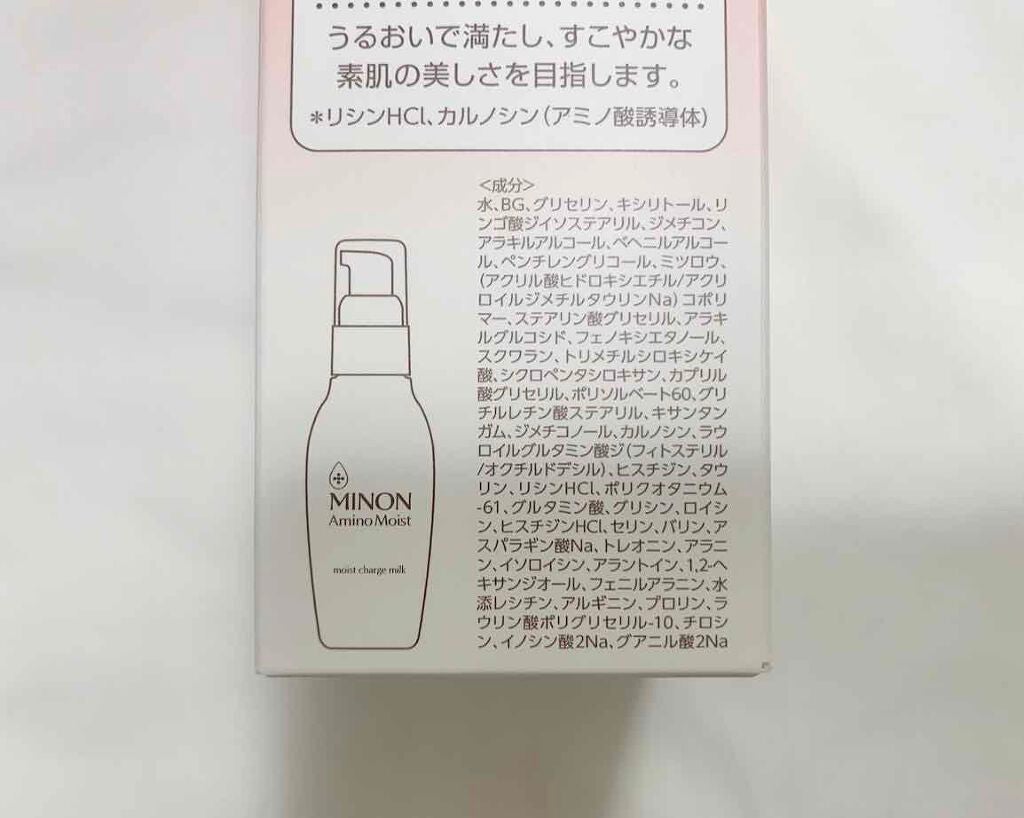 うるおいで満たし、すこやかな
素肌の美しさを目指します。
*リシンHCl、カルノシン(アミノ酸誘導体)
<成分>
水、BG、グリセリン、キシリトール、リ
ンゴ酸ジイソステアリル、ジメチコン、
アラキルアルコール、ベヘニルアルコー
ル、ペンチレングリコール、ミツロウ、
(アクリル酸ヒドロキシエチル/アクリ
ロイルジメチルタウリンNa)コポリ
マー、ステアリン酸グリセリル、アラキ
ルグルコシド、フェノキシエタノール、
スクワラン、トリメチルシロキシケイ
酸、シクロペンタシロキサン、カプリル
酸グリセリル、ポリソルベート60、グリ
チルレチン酸ステアリル、キサンタン
ガム、ジメチコノール、カルノシン、ラウ
ロイルグルタミン酸ジ(フィトステリル
/オクチルドデシル)、ヒスチジン、タウ
リン、リシンHCl、ポリクオタニウム
-61、グルタミン酸、グリシン、ロイシ
ン、ヒスチジンHCl、セリン、バリン、ア
スパラギン酸Na、トレオニン、アラニ
ン、イソロイシン、アラントイン、1,2-ヘ
キサンジオール、フェニルアラニン、水
添レシチン、アルギニン、プロリン、ラ
ウリン酸ポリグリセリル-10、チロシ
ン、イノシン酸2Na、グアニル酸2Na
MINON
Amino Moist
moist charge milk